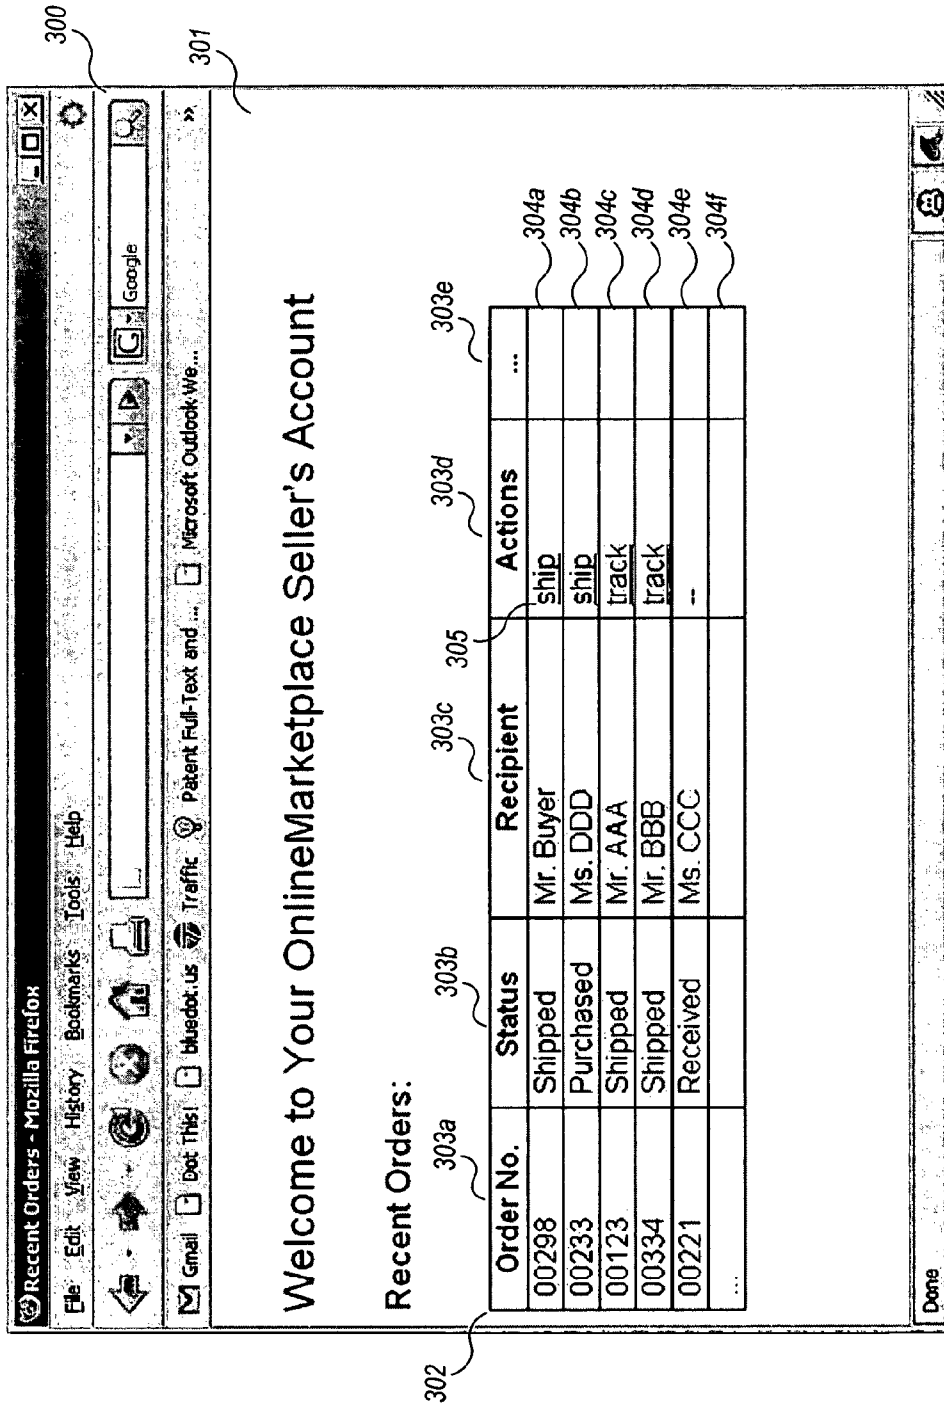 300
Recent Orders - Mozilla Firefox
File Edit View History Bookmarks Tools Help
G Google
Gmail Dot This! bluedot.us Traffic Patent Full-Text and ... Microsoft Outlook We... »
301
Welcome to Your OnlineMarketplace Seller's Account
Recent Orders:
302 303a 303b 303c 305 303d 303e
Order No. Status Recipient Actions ...
00298 Shipped Mr. Buyer ship 304a
00233 Purchased Ms. DDD ship 304b
00123 Shipped Mr. AAA track 304c
00334 Shipped Mr. BBB track 304d
00221 Received Ms. CCC -- 304e
... 304f
Done